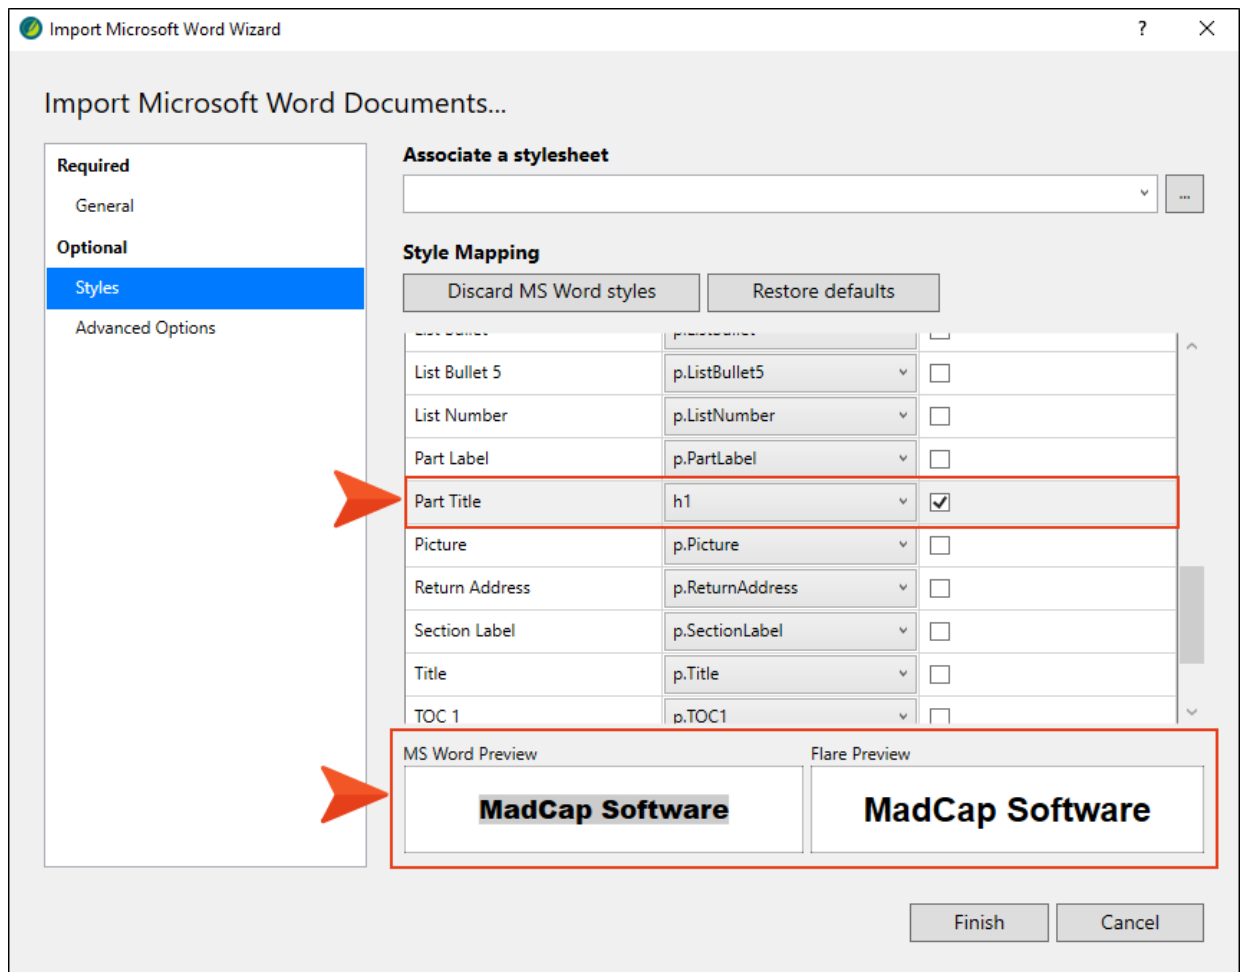 Import Microsoft Word Wizard ?
Import Microsoft Word Documents...
Required
General
Optional
Styles
Advanced Options
Associate a stylesheet
...
Style Mapping
Discard MS Word styles Restore defaults
List Bullet p.ListBullet
List Bullet 5 p.ListBullet5
List Number p.ListNumber
Part Label p.PartLabel
Part Title h1
Picture p.Picture
Return Address p.ReturnAddress
Section Label p.SectionLabel
Title p.Title
TOC 1 p.TOC1
MS Word Preview Flare Preview
MadCap Software MadCap Software
Finish Cancel